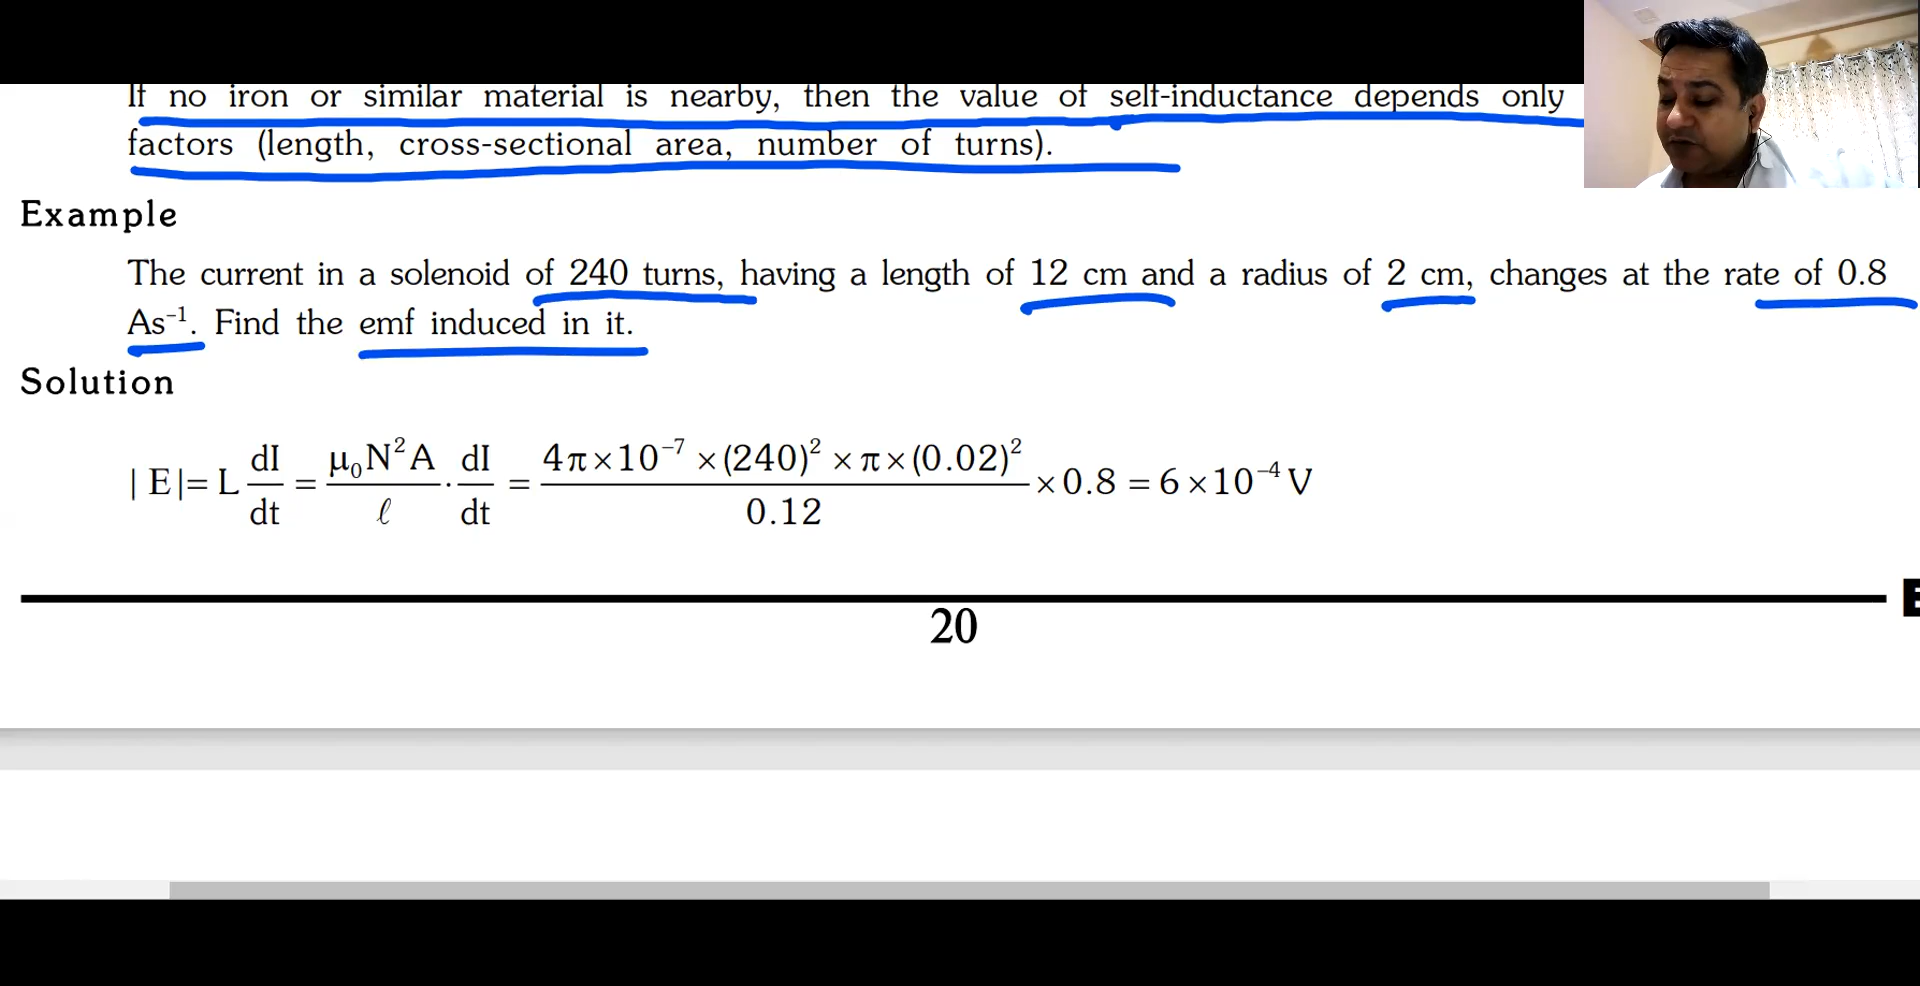 If no iron or similar material is nearby, then the value of self-inductance depends only
factors (length, cross-sectional area, number of turns).
Example
The current in a solenoid of 240 turns, having a length of 12 cm and a radius of 2 cm, changes at the rate of 0.8
As⁻¹. Find the emf induced in it.
Solution
| E |= L dI/dt = μ₀N²A/ℓ · dI/dt = 4π×10⁻⁷ ×(240)² × π×(0.02)²/0.12 ×0.8 = 6 ×10⁻⁴ V
20